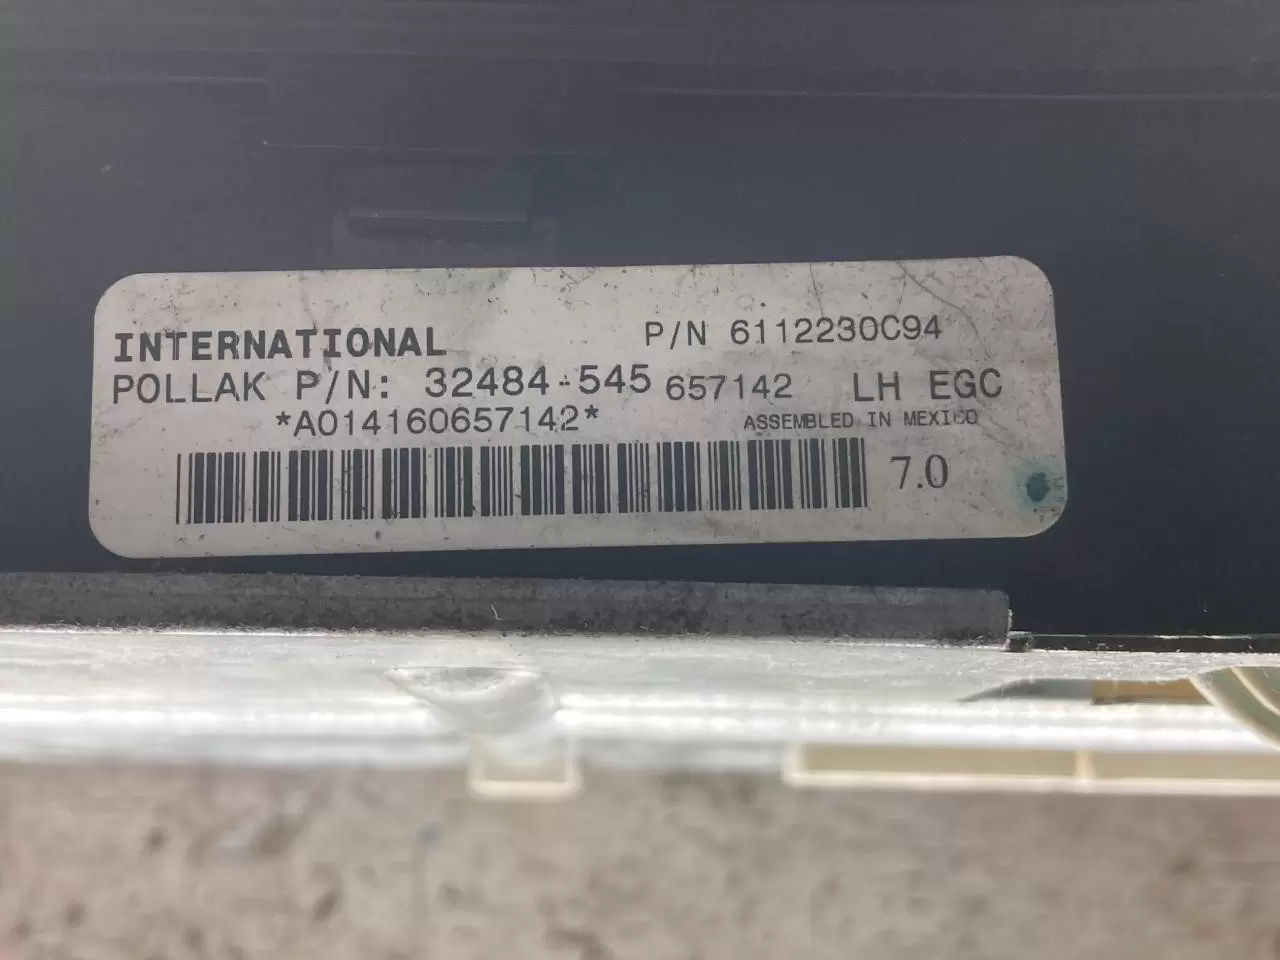 INTERNATIONAL P/N 6112230C94
POLLAK P/N: 32484-545 657142 LH EGC
*A014160657142* ASSEMBLED IN MEXICO
7.0